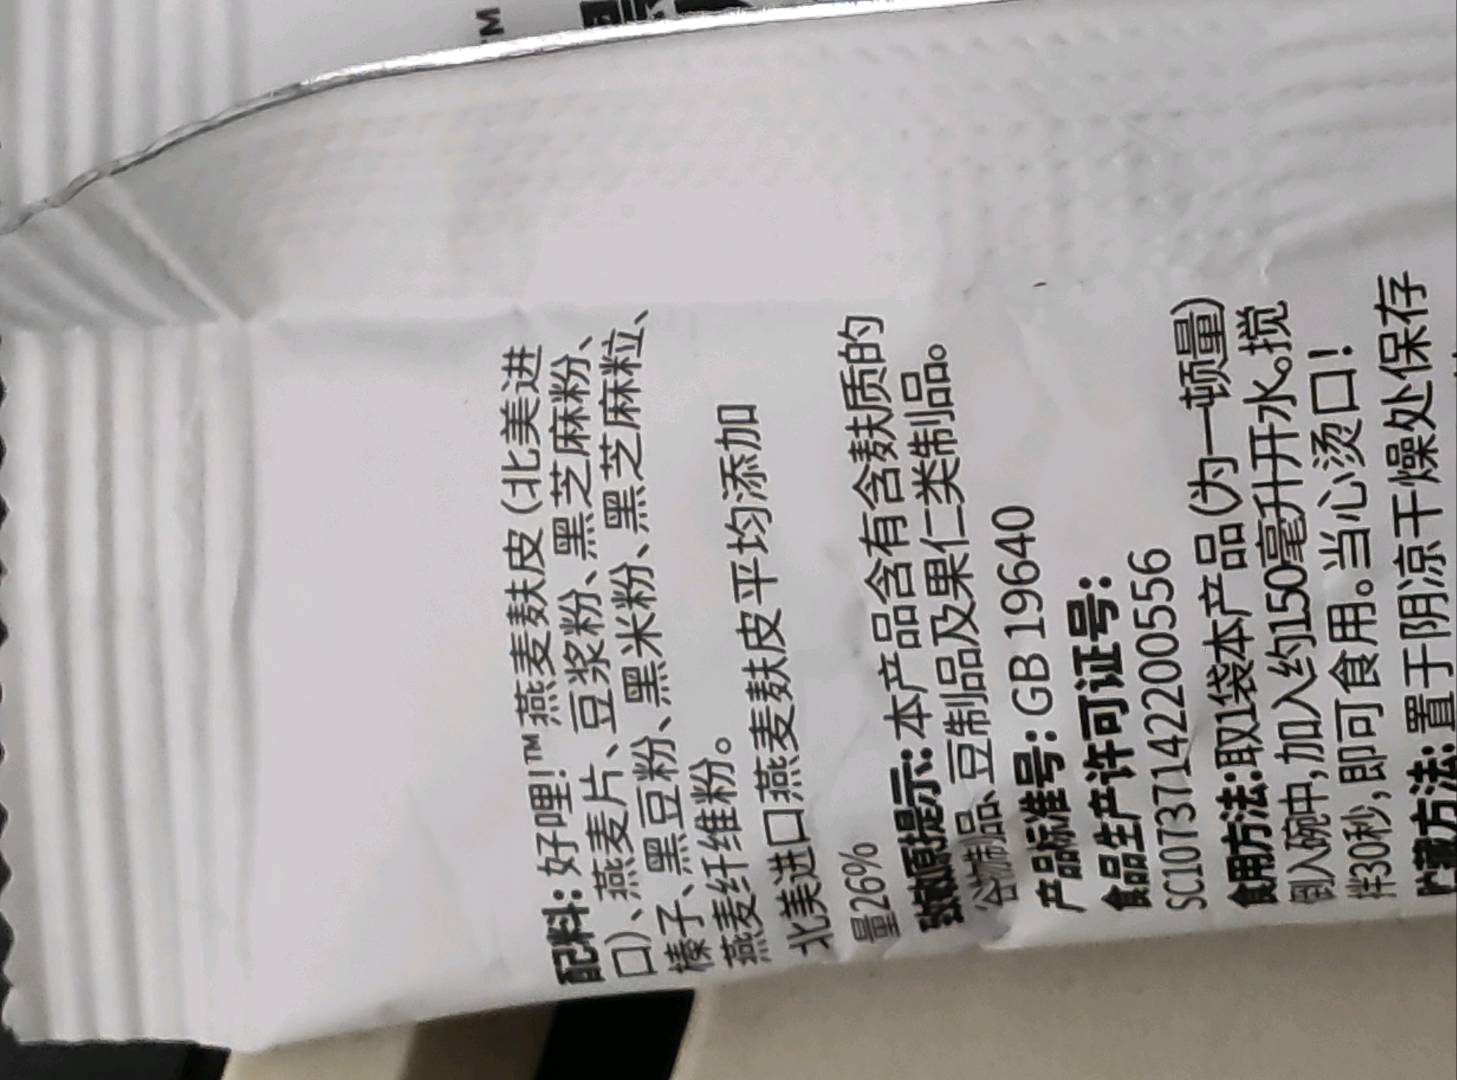 配料:好哩!™燕麦麸皮(北美进
口)、燕麦片、豆浆粉、黑芝麻粉、
榛子、黑豆粉、黑米粉、黑芝麻粒、
燕麦纤维粉。
北美进口燕麦麸皮平均添加
量26%
致敏原提示:本产品含有含麸质的
谷物制品、豆制品及果仁类制品。
产品标准号:GB 19640
食品生产许可证号:
SC10737142200556
食用方法:取1袋本产品(为一顿量)
倒入碗中,加入约150毫升开水。搅
拌30秒,即可食用。当心烫口!
贮藏方法:置于阴凉干燥处保存